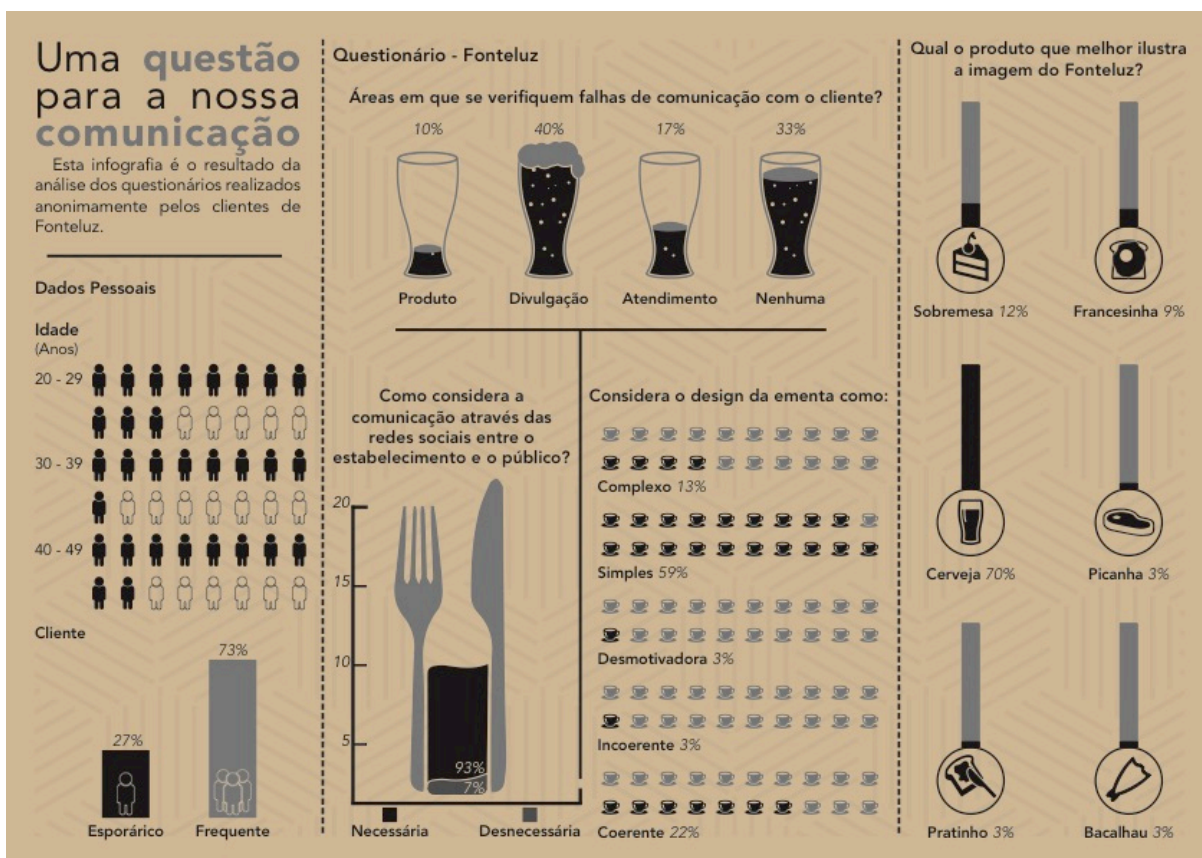 Uma questão
para a nossa
comunicação
Esta infografia é o resultado da
análise dos questionários realizados
anonimamente pelos clientes de
Fonteluz.
Dados Pessoais
Idade
(Anos)
20 - 29
30 - 39
40 - 49
Cliente
73%
27%
Esporárico
Frequente
Questionário - Fonteluz
Áreas em que se verifiquem falhas de comunicação com o cliente?
10%
40%
17%
33%
Produto
Divulgação
Atendimento
Nenhuma
Como considera a
comunicação através das
redes sociais entre o
estabelecimento e o público?
20
15
10
5
93%
7%
Necessária
Desnecessária
Considera o design da ementa como:
Complexo 13%
Simples 59%
Desmotivadora 3%
Incoerente 3%
Coerente 22%
Qual o produto que melhor ilustra
a imagem do Fonteluz?
Sobremesa 12%
Francesinha 9%
Cerveja 70%
Picanha 3%
Pratinho 3%
Bacalhau 3%